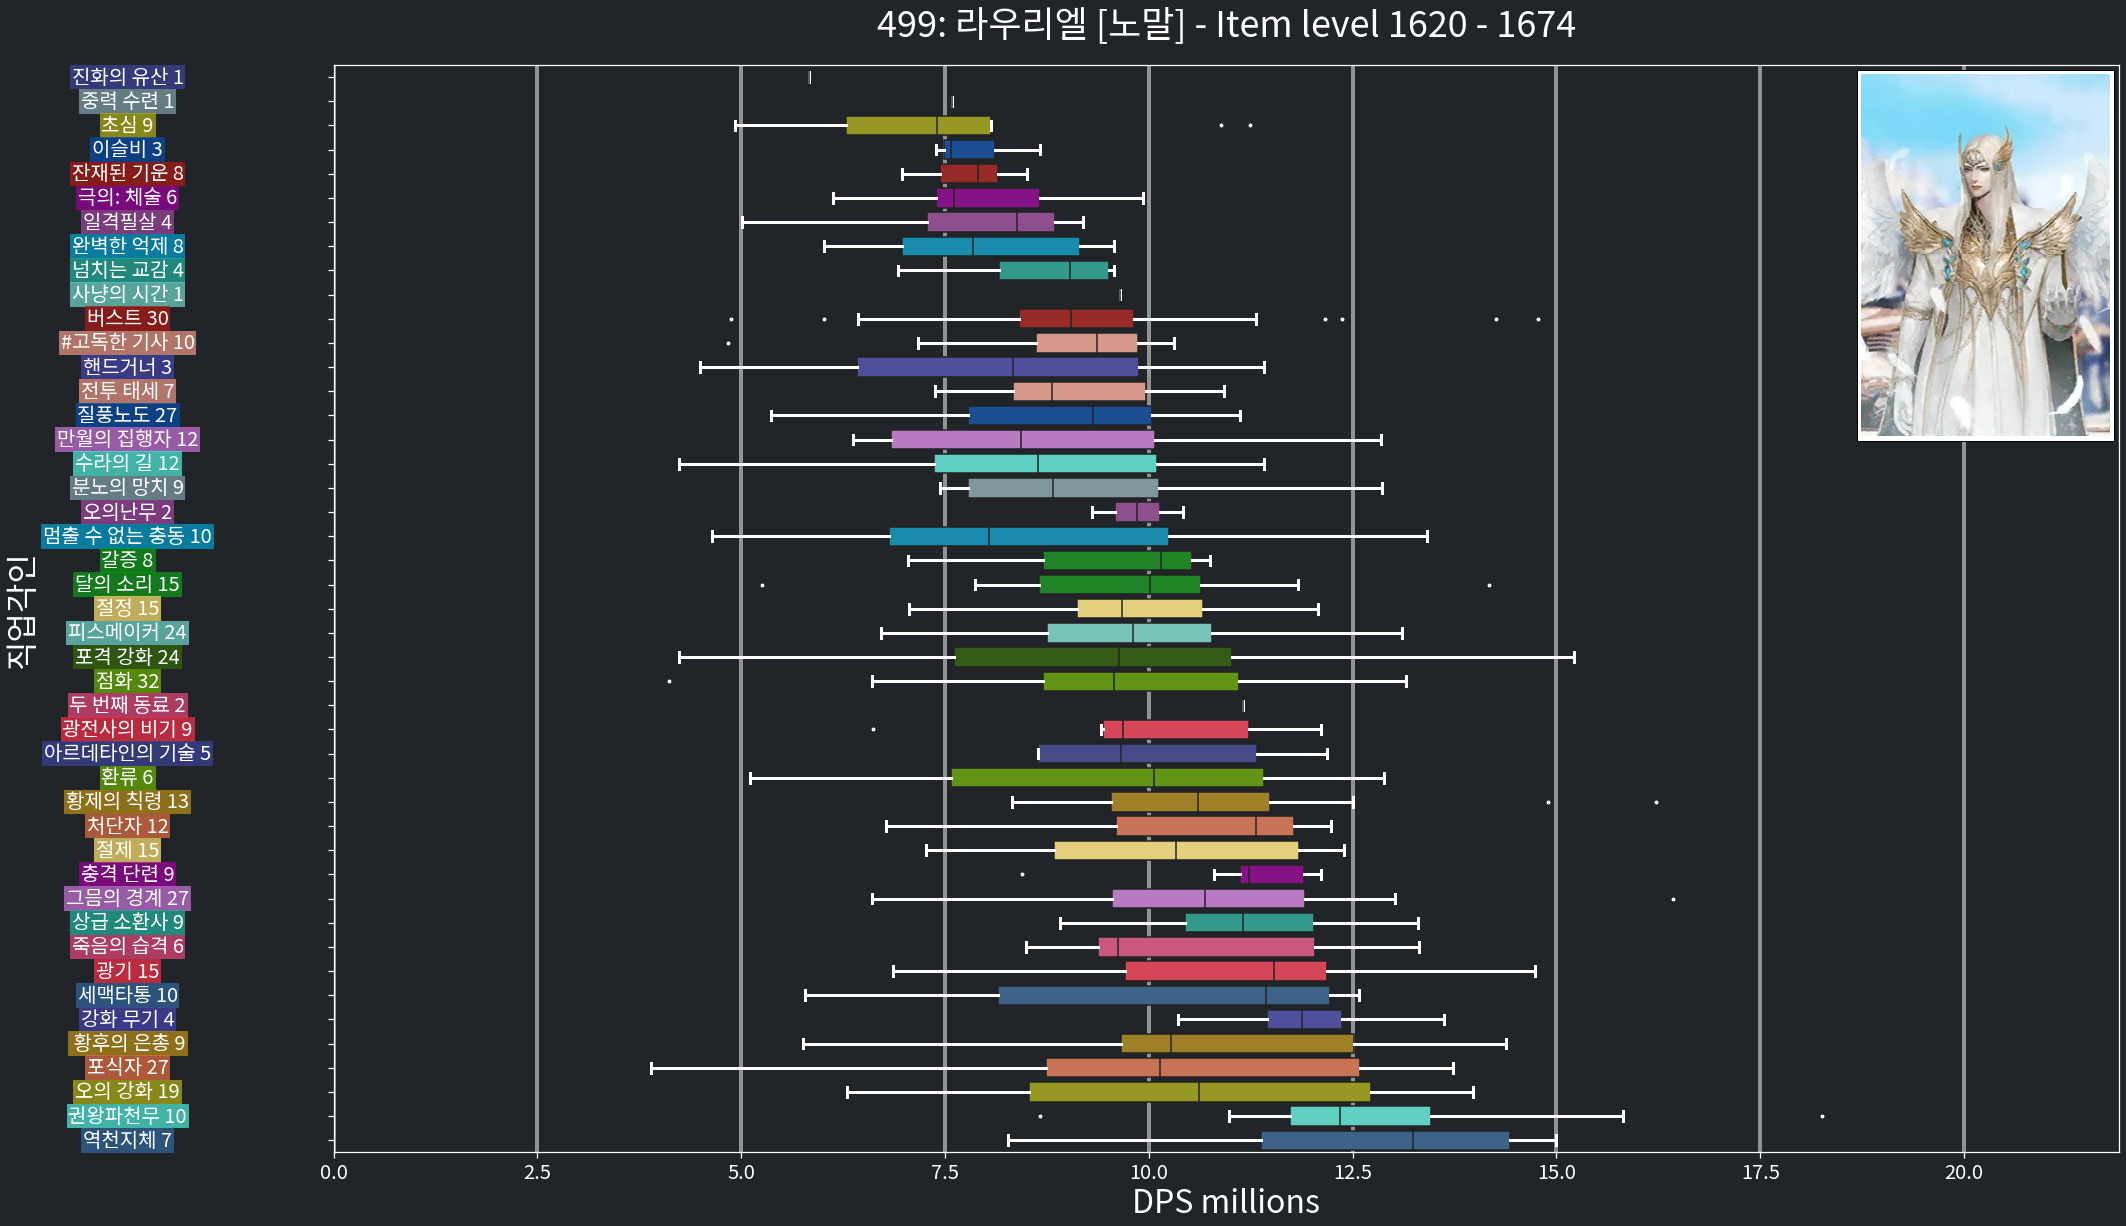 499: 라우리엘 [노말] - Item level 1620 - 1674
직업각인
진화의 유산 1
중력 수련 1
초심 9
이슬비 3
잔재된 기운 8
극의: 체술 6
일격필살 4
완벽한 억제 8
넘치는 교감 4
사냥의 시간 1
버스트 30
#고독한 기사 10
핸드거너 3
전투 태세 7
질풍노도 27
만월의 집행자 12
수라의 길 12
분노의 망치 9
오의난무 2
멈출 수 없는 충동 10
갈증 8
달의 소리 15
절정 15
피스메이커 24
포격 강화 24
점화 32
두 번째 동료 2
광전사의 비기 9
아르데타인의 기술 5
환류 6
황제의 칙령 13
처단자 12
절제 15
충격 단련 9
그믐의 경계 27
상급 소환사 9
죽음의 습격 6
광기 15
세맥타통 10
강화 무기 4
황후의 은총 9
포식자 27
오의 강화 19
권왕파천무 10
역천지체 7
0.0 2.5 5.0 7.5 10.0 12.5 15.0 17.5 20.0
DPS millions